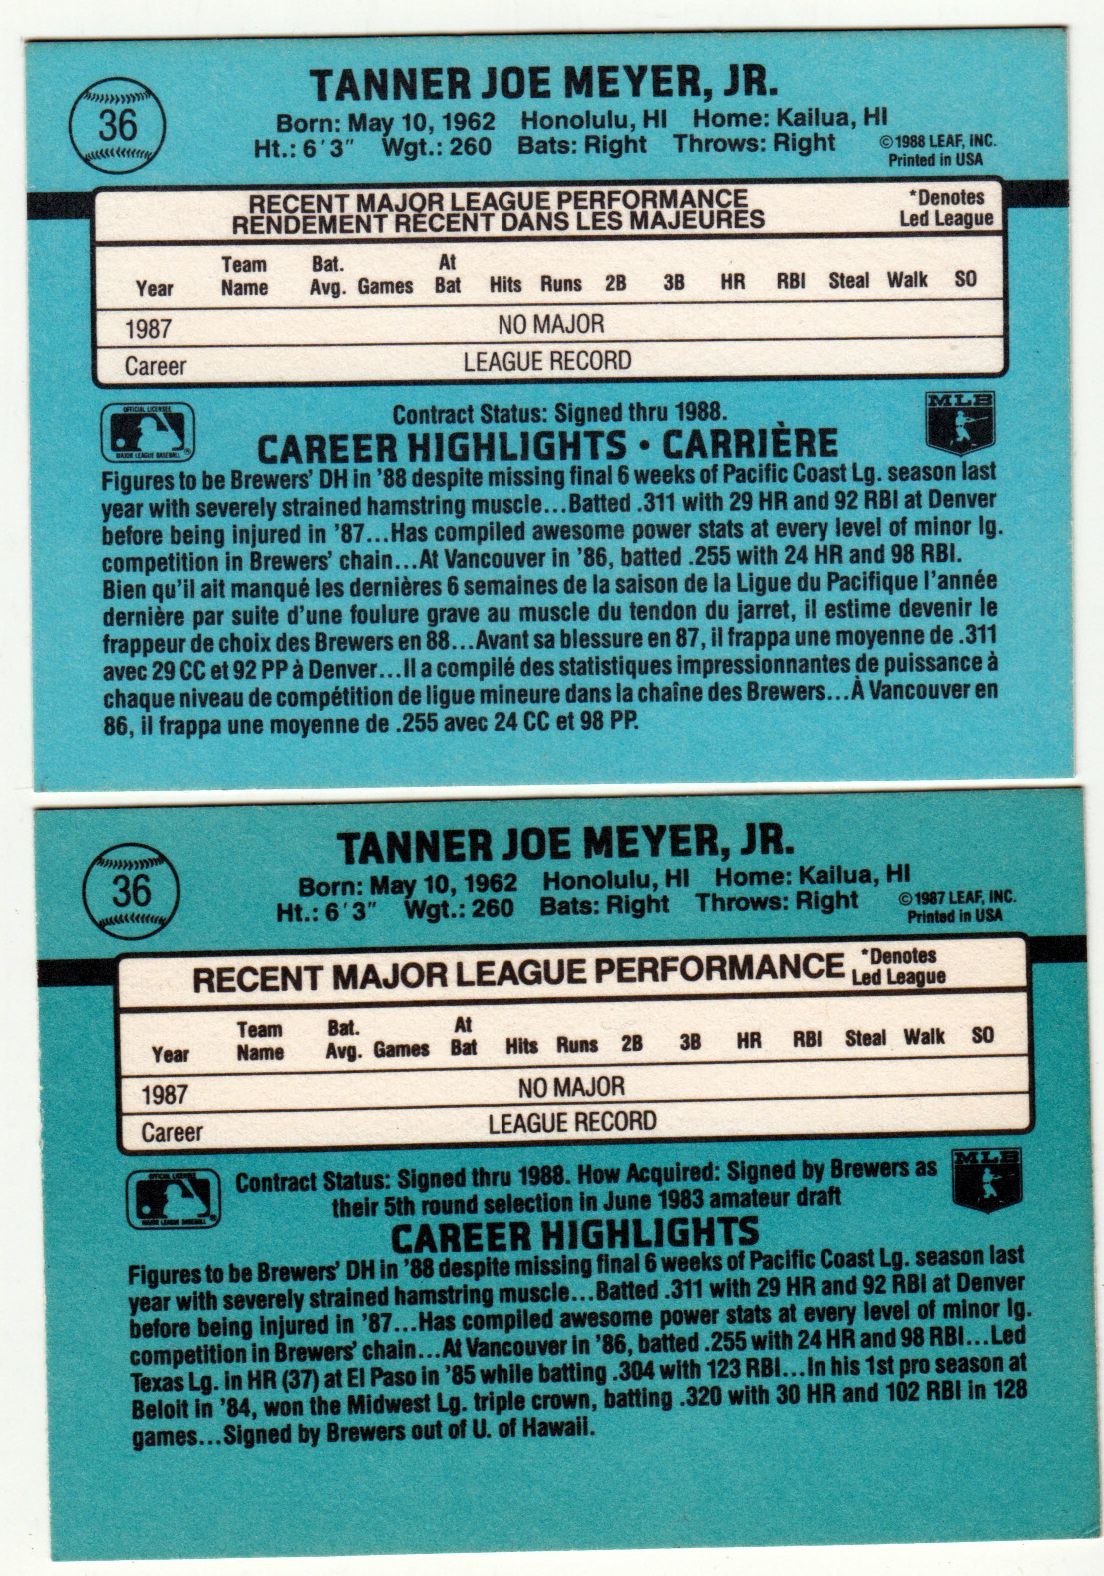 36
TANNER JOE MEYER, JR.
Born: May 10, 1962 Honolulu, HI Home: Kailua, HI
Ht.: 6'3" Wgt.: 260 Bats: Right Throws: Right
©1988 LEAF, INC.
Printed in USA
RECENT MAJOR LEAGUE PERFORMANCE
RENDEMENT RECENT DANS LES MAJEURES
*Denotes
Led League
Year Team Name Bat. Avg. Games At Bat Hits Runs 2B 3B HR RBI Steal Walk SO
1987 NO MAJOR
Career LEAGUE RECORD
OFFICIAL LICENSEE
MAJOR LEAGUE BASEBALL
®
MLB
Contract Status: Signed thru 1988.
CAREER HIGHLIGHTS • CARRIÈRE
Figures to be Brewers' DH in '88 despite missing final 6 weeks of Pacific Coast Lg. season last
year with severely strained hamstring muscle...Batted .311 with 29 HR and 92 RBI at Denver
before being injured in '87...Has compiled awesome power stats at every level of minor lg.
competition in Brewers' chain...At Vancouver in '86, batted .255 with 24 HR and 98 RBI.
Bien qu'il ait manqué les dernières 6 semaines de la saison de la Ligue du Pacifique l'année
dernière par suite d'une foulure grave au muscle du tendon du jarret, il estime devenir le
frappeur de choix des Brewers en 88...Avant sa blessure en 87, il frappa une moyenne de .311
avec 29 CC et 92 PP à Denver...Il a compilé des statistiques impressionnantes de puissance à
chaque niveau de compétition de ligue mineure dans la chaîne des Brewers...À Vancouver en
86, il frappa une moyenne de .255 avec 24 CC et 98 PP.
36
TANNER JOE MEYER, JR.
Born: May 10, 1962 Honolulu, HI Home: Kailua, HI
Ht.: 6'3" Wgt.: 260 Bats: Right Throws: Right
©1987 LEAF, INC.
Printed in USA
RECENT MAJOR LEAGUE PERFORMANCE
*Denotes
Led League
Year Team Name Bat. Avg. Games At Bat Hits Runs 2B 3B HR RBI Steal Walk SO
1987 NO MAJOR
Career LEAGUE RECORD
OFFICIAL LICENSEE
MAJOR LEAGUE BASEBALL
®
MLB
Contract Status: Signed thru 1988. How Acquired: Signed by Brewers as
their 5th round selection in June 1983 amateur draft
CAREER HIGHLIGHTS
Figures to be Brewers' DH in '88 despite missing final 6 weeks of Pacific Coast Lg. season last
year with severely strained hamstring muscle...Batted .311 with 29 HR and 92 RBI at Denver
before being injured in '87...Has compiled awesome power stats at every level of minor lg.
competition in Brewers' chain...At Vancouver in '86, batted .255 with 24 HR and 98 RBI...Led
Texas Lg. in HR (37) at El Paso in '85 while batting .304 with 123 RBI...In his 1st pro season at
Beloit in '84, won the Midwest Lg. triple crown, batting .320 with 30 HR and 102 RBI in 128
games...Signed by Brewers out of U. of Hawaii.